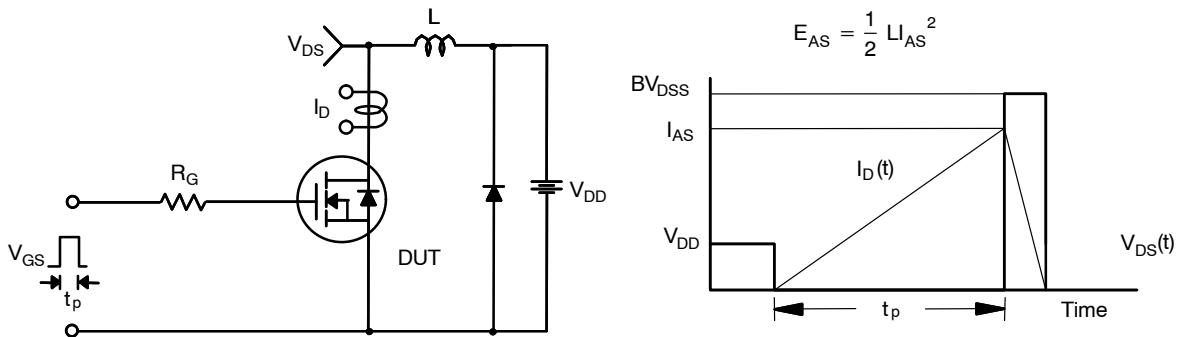 L
V_DS
I_D
R_G
V_DD
V_GS
DUT
t_p
E_AS = 1/2 LI_AS^2
BV_DSS
I_AS
I_D(t)
V_DD
V_DS(t)
t_p
Time